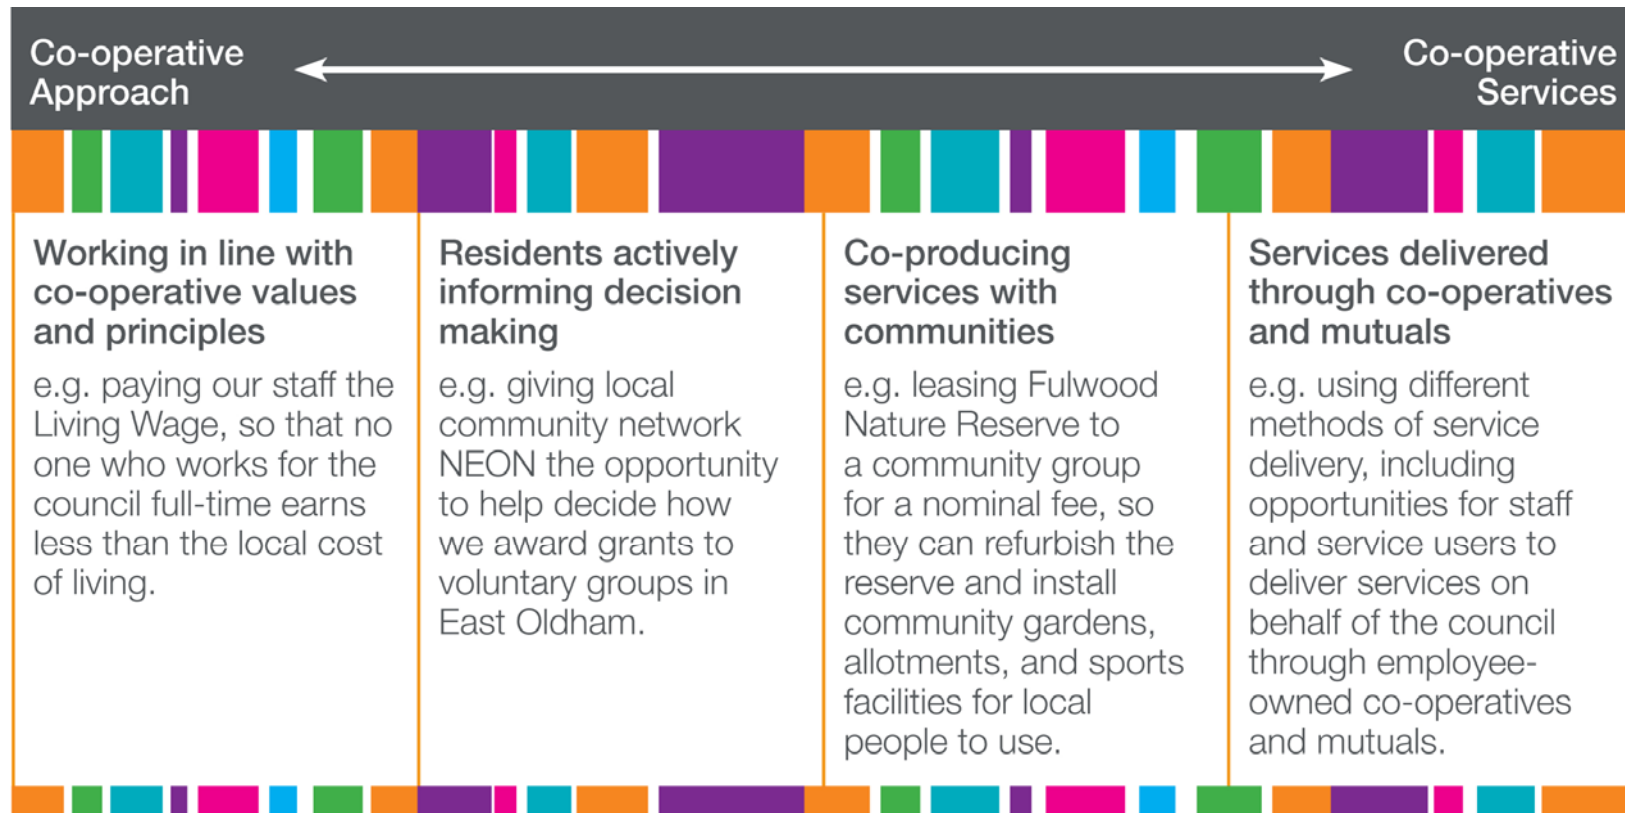 Co-operative
Approach
Co-operative
Services
Working in line with
co-operative values
and principles
e.g. paying our staff the
Living Wage, so that no
one who works for the
council full-time earns
less than the local cost
of living.
Residents actively
informing decision
making
e.g. giving local
community network
NEON the opportunity
to help decide how
we award grants to
voluntary groups in
East Oldham.
Co-producing
services with
communities
e.g. leasing Fulwood
Nature Reserve to
a community group
for a nominal fee, so
they can refurbish the
reserve and install
community gardens,
allotments, and sports
facilities for local
people to use.
Services delivered
through co-operatives
and mutuals
e.g. using different
methods of service
delivery, including
opportunities for staff
and service users to
deliver services on
behalf of the council
through employee-
owned co-operatives
and mutuals.